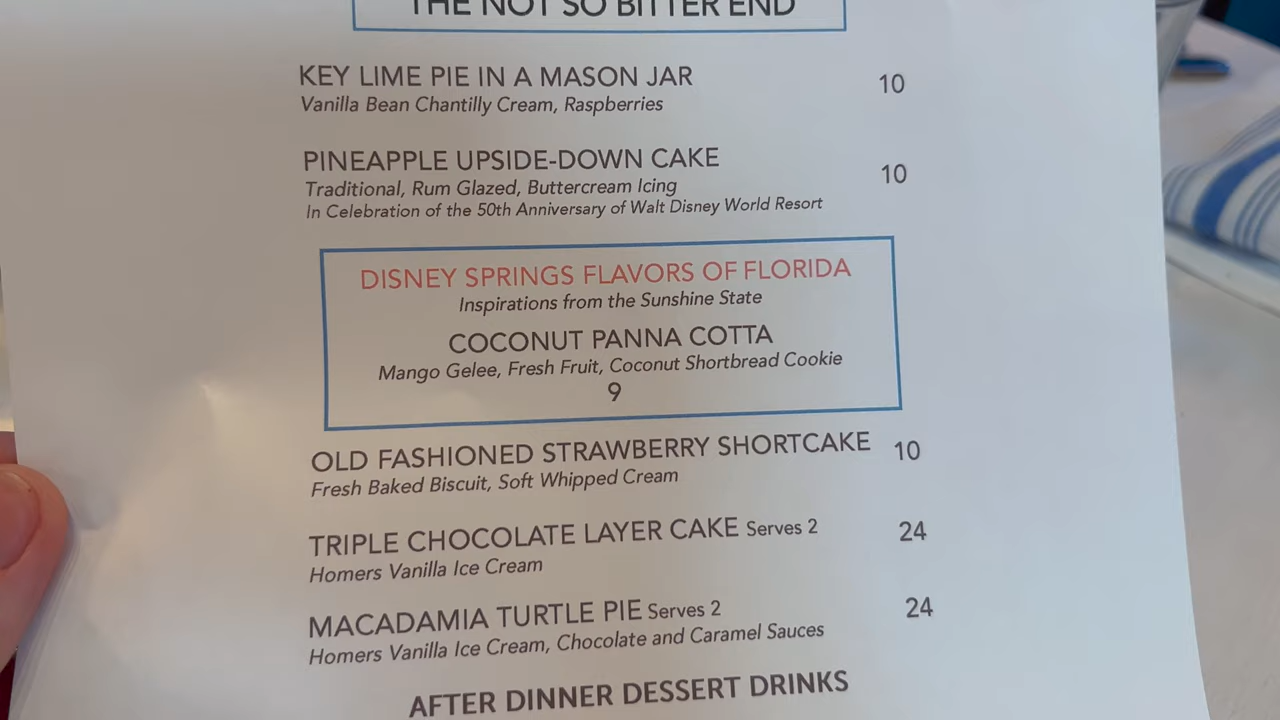 THE NOT SO BITTER END
KEY LIME PIE IN A MASON JAR 10
Vanilla Bean Chantilly Cream, Raspberries
PINEAPPLE UPSIDE-DOWN CAKE 10
Traditional, Rum Glazed, Buttercream Icing
In Celebration of the 50th Anniversary of Walt Disney World Resort
DISNEY SPRINGS FLAVORS OF FLORIDA
Inspirations from the Sunshine State
COCONUT PANNA COTTA
Mango Gelee, Fresh Fruit, Coconut Shortbread Cookie
9
OLD FASHIONED STRAWBERRY SHORTCAKE 10
Fresh Baked Biscuit, Soft Whipped Cream
TRIPLE CHOCOLATE LAYER CAKE Serves 2 24
Homers Vanilla Ice Cream
MACADAMIA TURTLE PIE Serves 2 24
Homers Vanilla Ice Cream, Chocolate and Caramel Sauces
AFTER DINNER DESSERT DRINKS